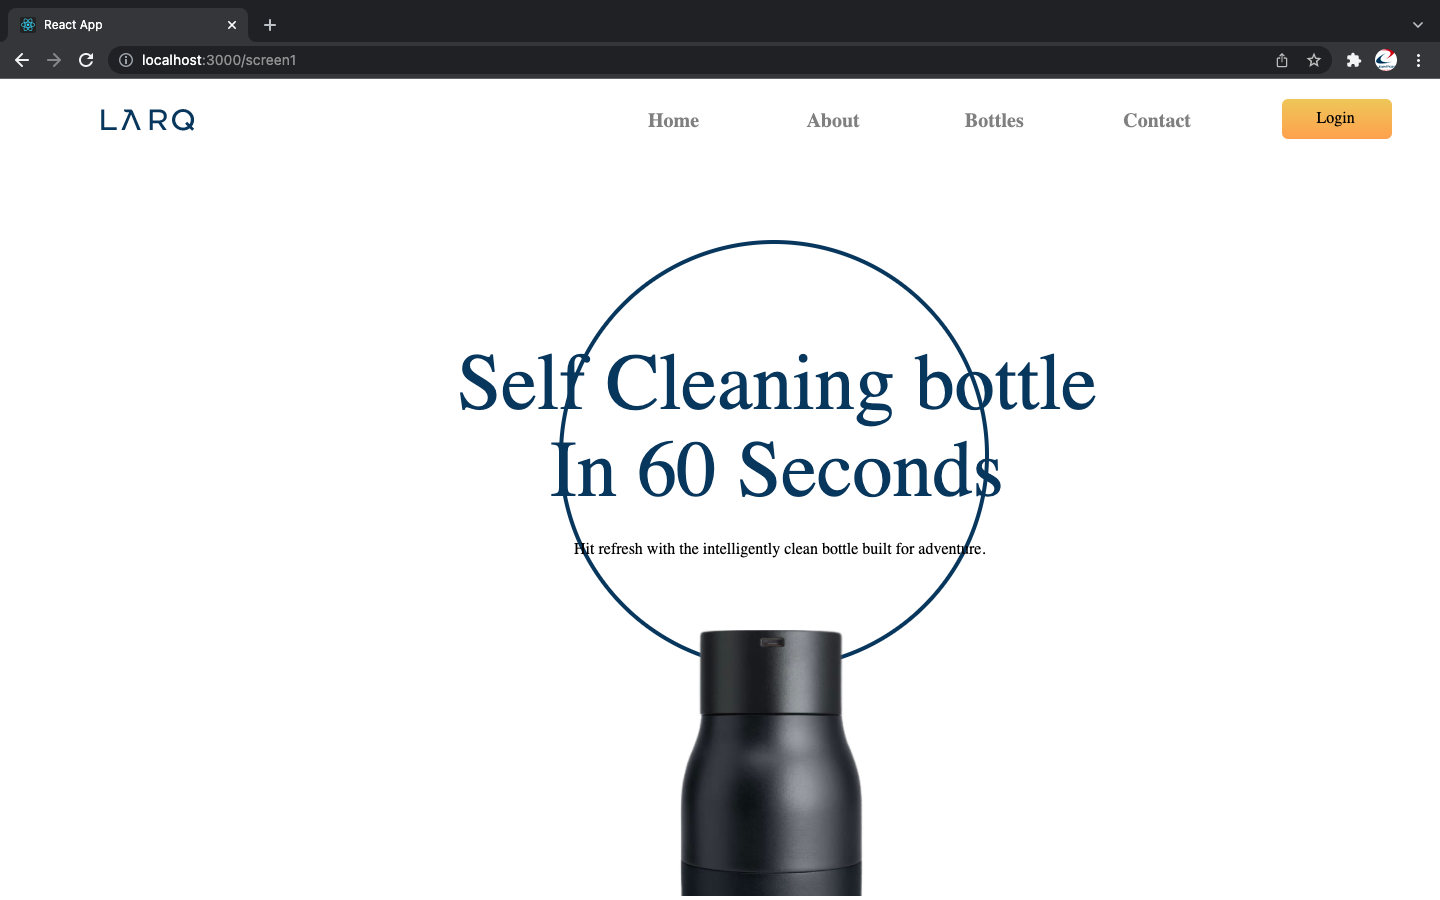 React App
localhost:3000/screen1
LARQ
Home About Bottles Contact Login
Self Cleaning bottle
In 60 Seconds
Hit refresh with the intelligently clean bottle built for adventure.